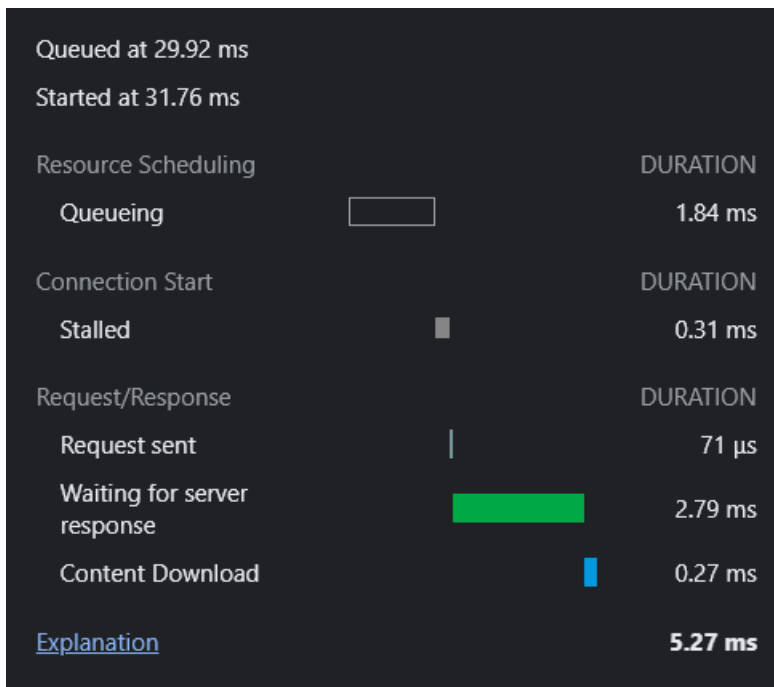 Queued at 29.92 ms
Started at 31.76 ms
Resource Scheduling DURATION
Queueing 1.84 ms
Connection Start DURATION
Stalled 0.31 ms
Request/Response DURATION
Request sent 71 μs
Waiting for server
response 2.79 ms
Content Download 0.27 ms
Explanation 5.27 ms